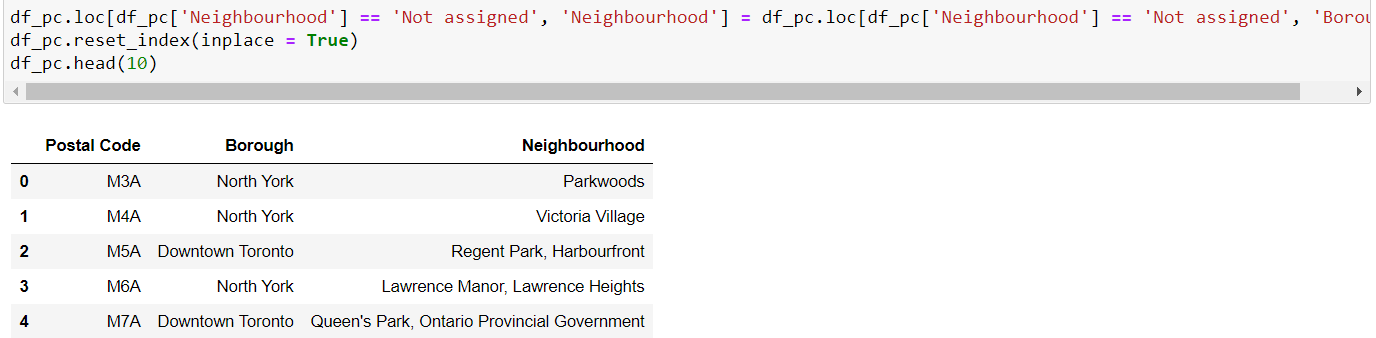 df_pc.loc[df_pc['Neighbourhood'] == 'Not assigned', 'Neighbourhood'] = df_pc.loc[df_pc['Neighbourhood'] == 'Not assigned', 'Borou
df_pc.reset_index(inplace = True)
df_pc.head(10)
Postal Code Borough Neighbourhood
0 M3A North York Parkwoods
1 M4A North York Victoria Village
2 M5A Downtown Toronto Regent Park, Harbourfront
3 M6A North York Lawrence Manor, Lawrence Heights
4 M7A Downtown Toronto Queen's Park, Ontario Provincial Government